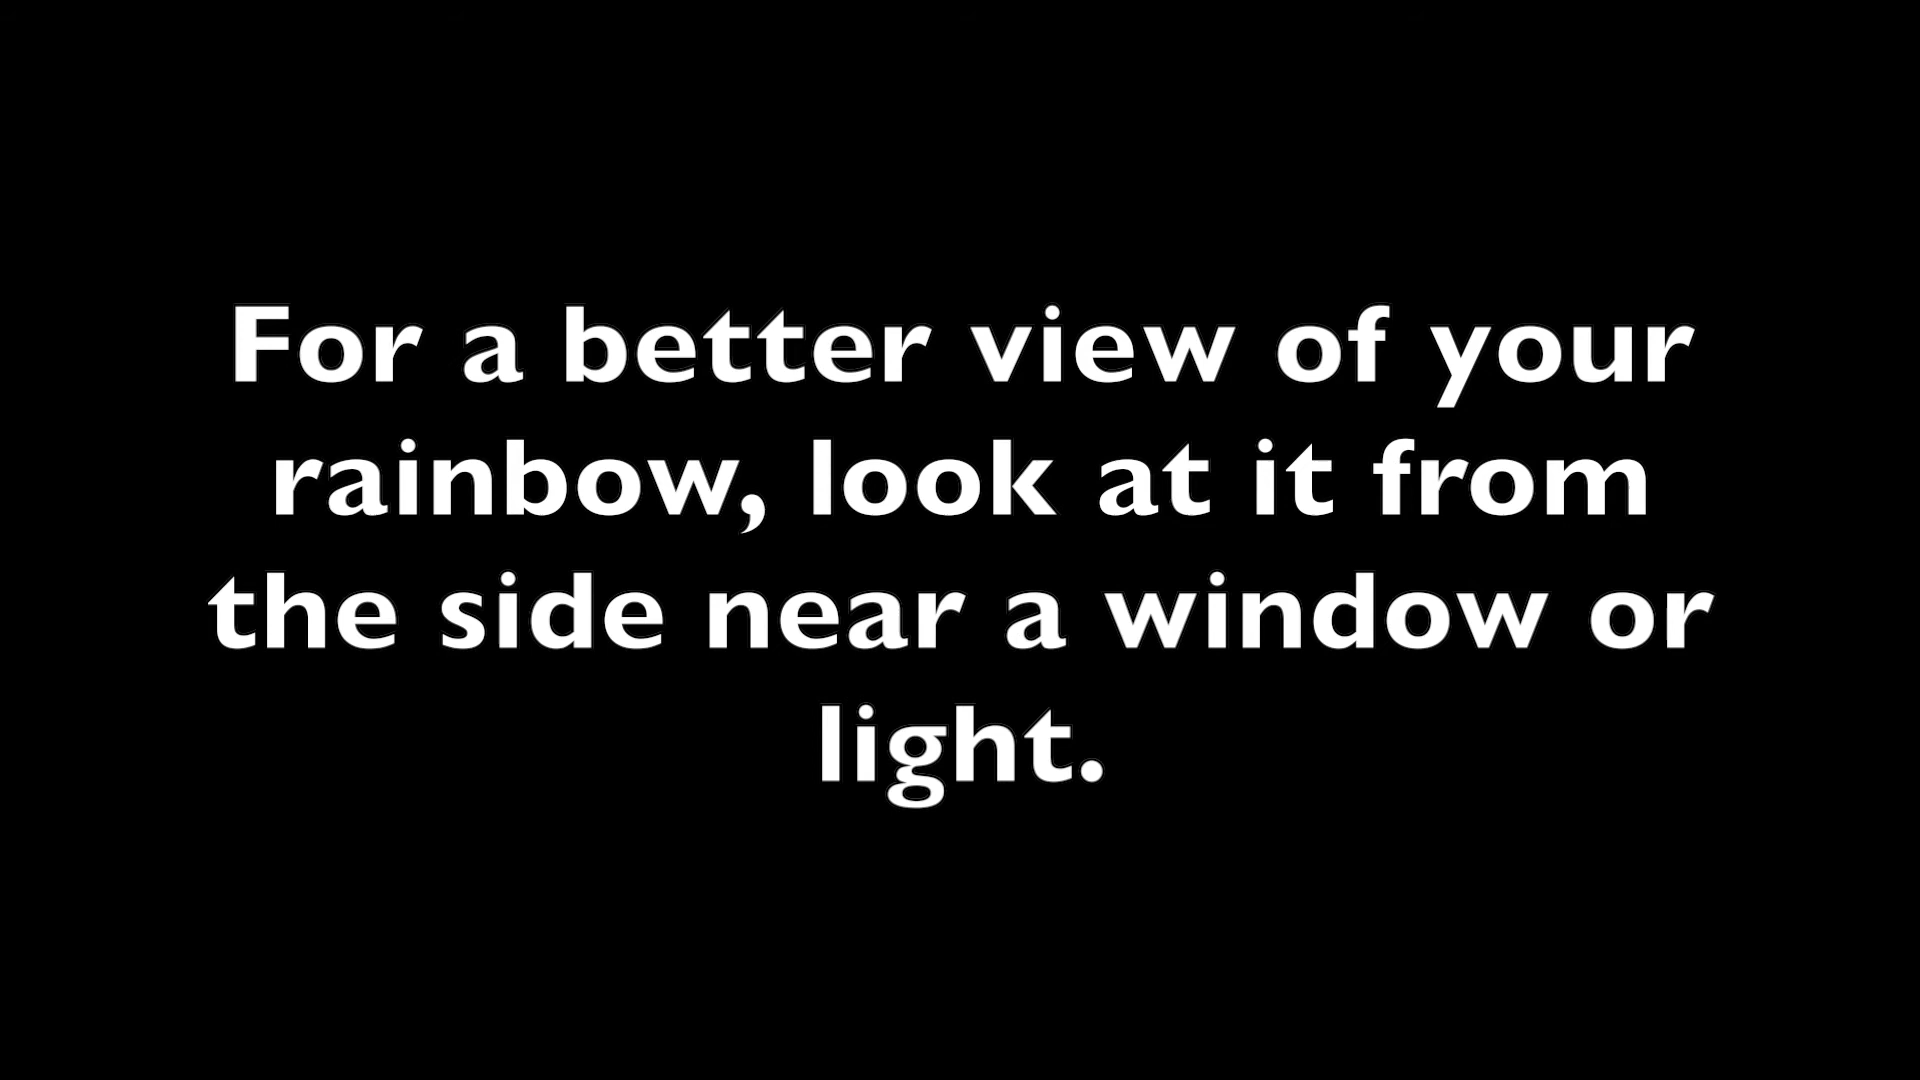 For a better view of your
rainbow, look at it from
the side near a window or
light.